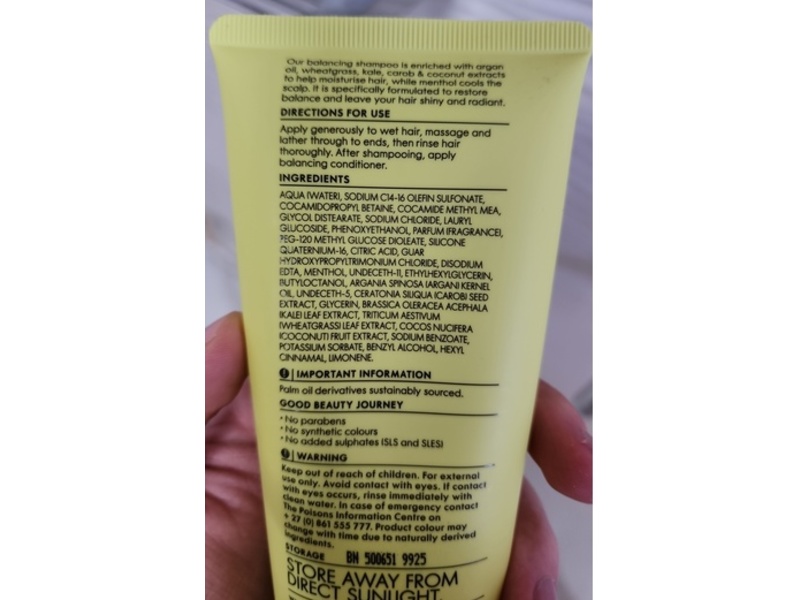 Our balancing shampoo is enriched with argan
oil, wheatgrass, kale, carob & coconut extracts
to help moisturise hair, while menthol cools the
scalp. It is specifically formulated to restore
balance and leave your hair shiny and radiant.
DIRECTIONS FOR USE
Apply generously to wet hair, massage and
lather through to ends, then rinse hair
thoroughly. After shampooing, apply
balancing conditioner.
INGREDIENTS
AQUA (WATER), SODIUM C14-16 OLEFIN SULFONATE,
COCAMIDOPROPYL BETAINE, COCAMIDE METHYL MEA,
GLYCOL DISTEARATE, SODIUM CHLORIDE, LAURYL
GLUCOSIDE, PHENOXYETHANOL, PARFUM (FRAGRANCE),
PEG-120 METHYL GLUCOSE DIOLEATE, SILICONE
QUATERNIUM-16, CITRIC ACID, GUAR
HYDROXYPROPYLTRIMONIUM CHLORIDE, DISODIUM
EDTA, MENTHOL, UNDECETH-11, ETHYLHEXYLGLYCERIN,
BUTYLOCTANOL, ARGANIA SPINOSA (ARGAN) KERNEL
OIL, UNDECETH-5, CERATONIA SILIQUA (CAROB) SEED
EXTRACT, GLYCERIN, BRASSICA OLERACEA ACEPHALA
(KALE) LEAF EXTRACT, TRITICUM AESTIVUM
(WHEATGRASS) LEAF EXTRACT, COCOS NUCIFERA
(COCONUT) FRUIT EXTRACT, SODIUM BENZOATE,
POTASSIUM SORBATE, BENZYL ALCOHOL, HEXYL
CINNAMAL, LIMONENE.
! | IMPORTANT INFORMATION
Palm oil derivatives sustainably sourced.
GOOD BEAUTY JOURNEY
• No parabens
• No synthetic colours
• No added sulphates (SLS and SLES)
! | WARNING
Keep out of reach of children. For external
use only. Avoid contact with eyes. If contact
with eyes occurs, rinse immediately with
clean water. In case of emergency contact
The Poisons Information Centre on
+ 27 (0) 861 555 777. Product colour may
change with time due to naturally derived
ingredients.
STORAGE BN 500651 9925
STORE AWAY FROM
DIRECT SUNLIGHT.